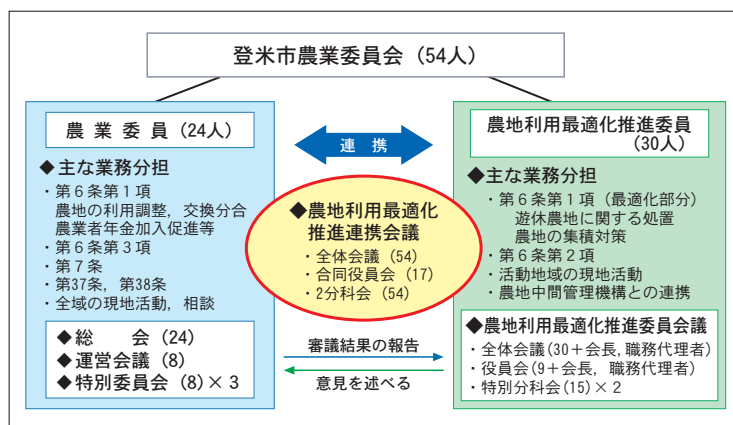 登米市農業委員会（54人）
農業委員（24人）
◆主な業務分担
・第６条第１項
農地の利用調整，交換分合
農業者年金加入促進等
・第６条第３項
・第７条
・第37条，第38条
・全域の現地活動，相談
◆総　　会（24）
◆運営会議（8）
◆特別委員会（8）×３
連　携
◆農地利用最適化
推進連携会議
・全体会議（54）
・合同役員会（17）
・2分科会（54）
審議結果の報告
意見を述べる
農地利用最適化推進委員
（30人）
◆主な業務分担
・第６条第１項（最適化部分）
遊休農地に関する処置
農地の集積対策
・第６条第２項
・活動地域の現地活動
・農地中間管理機構との連携
◆農地利用最適化推進委員会議
・全体会議（30＋会長，職務代理者）
・役員会（9＋会長，職務代理者）
・特別分科会（15）×２